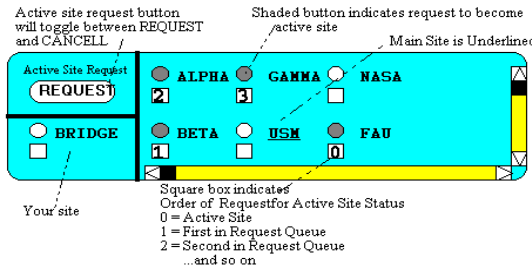 Active site request button
will toggle between REQUEST
and CANCELL
Shaded button indicates request to become
active site
Main Site is Underlined
Active Site Request
REQUEST
ALPHA
GAMMA
NASA
2
3
BRIDGE
BETA
USM
FAU
1
0
Your site
Square box indicates
Order of Requestfor Active Site Status
0 = Active Site
1 = First in Request Queue
2 = Second in Request Queue
...and so on